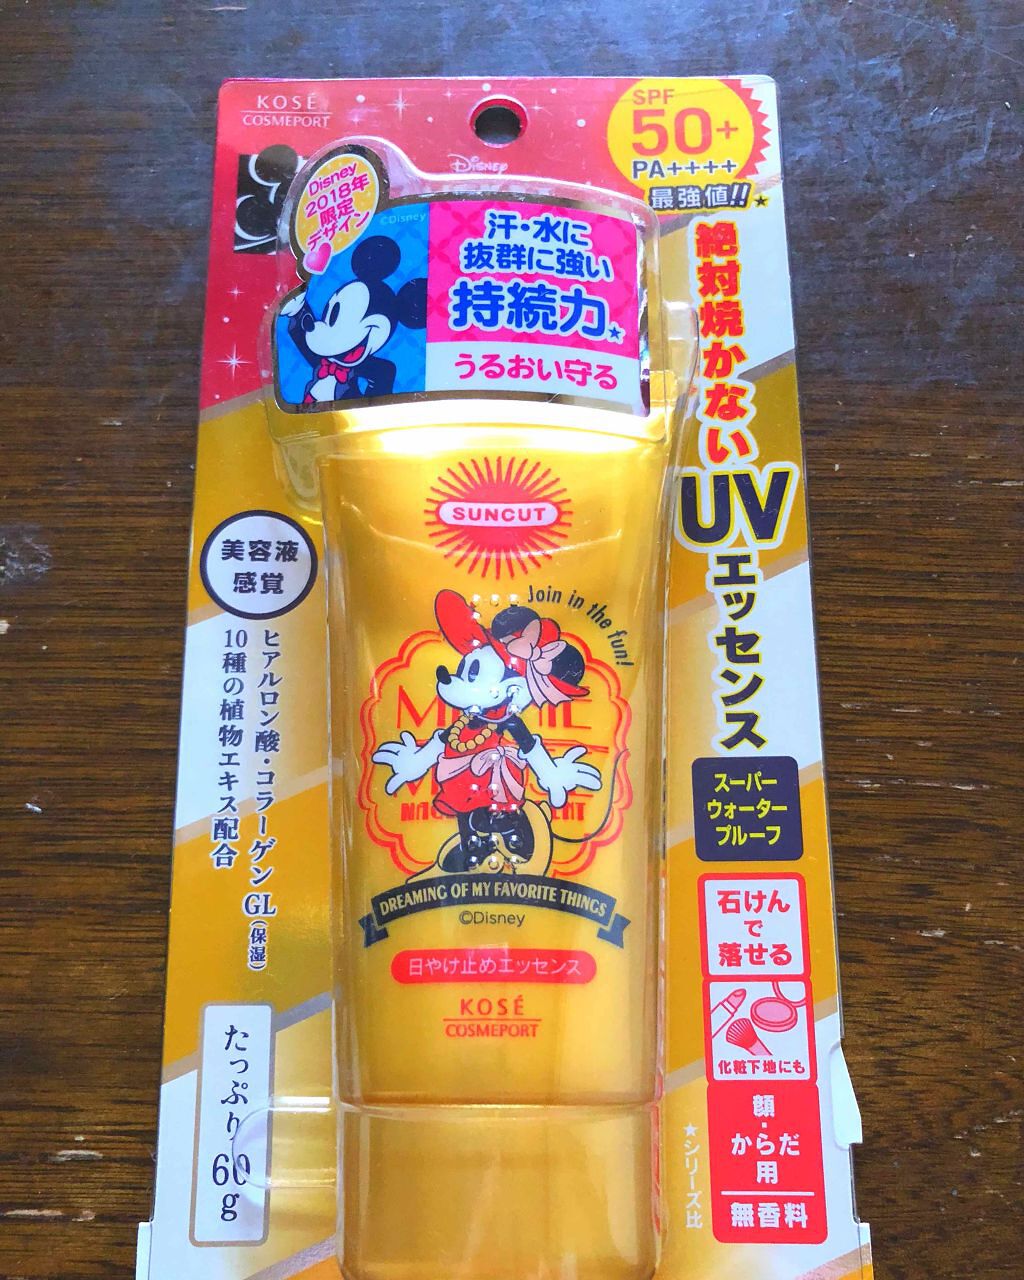 KOSÉ
COSMEPORT
Disney
SPF
50+
PA++++
最強値!!★
Disney
2018年
限定
デザイン
©Disney
汗・水に
抜群に強い
持続力★
うるおい守る
絶対焼かない
UV
エッセンス
SUNCUT
美容液
感覚
ヒアルロン酸・コラーゲンGL(保湿)
10種の植物エキス配合
Join in the fun!
DREAMING OF MY FAVORITE THINGS
©Disney
日やけ止めエッセンス
KOSÉ
COSMEPORT
スーパー
ウォーター
プルーフ
石けん
で
落せる
化粧下地にも
顔・
からだ
用
無香料
★シリーズ比
たっぷり
60g